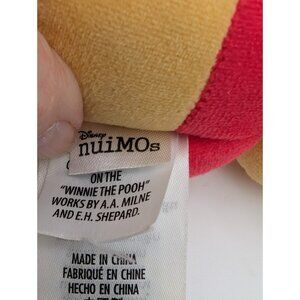 Disney
nuiMOs
ON THE
"WINNIE THE POOH"
WORKS BY A.A. MILNE
AND E.H. SHEPARD.
MADE IN CHINA
FABRIQUÉ EN CHINE
HECHO EN CHINA